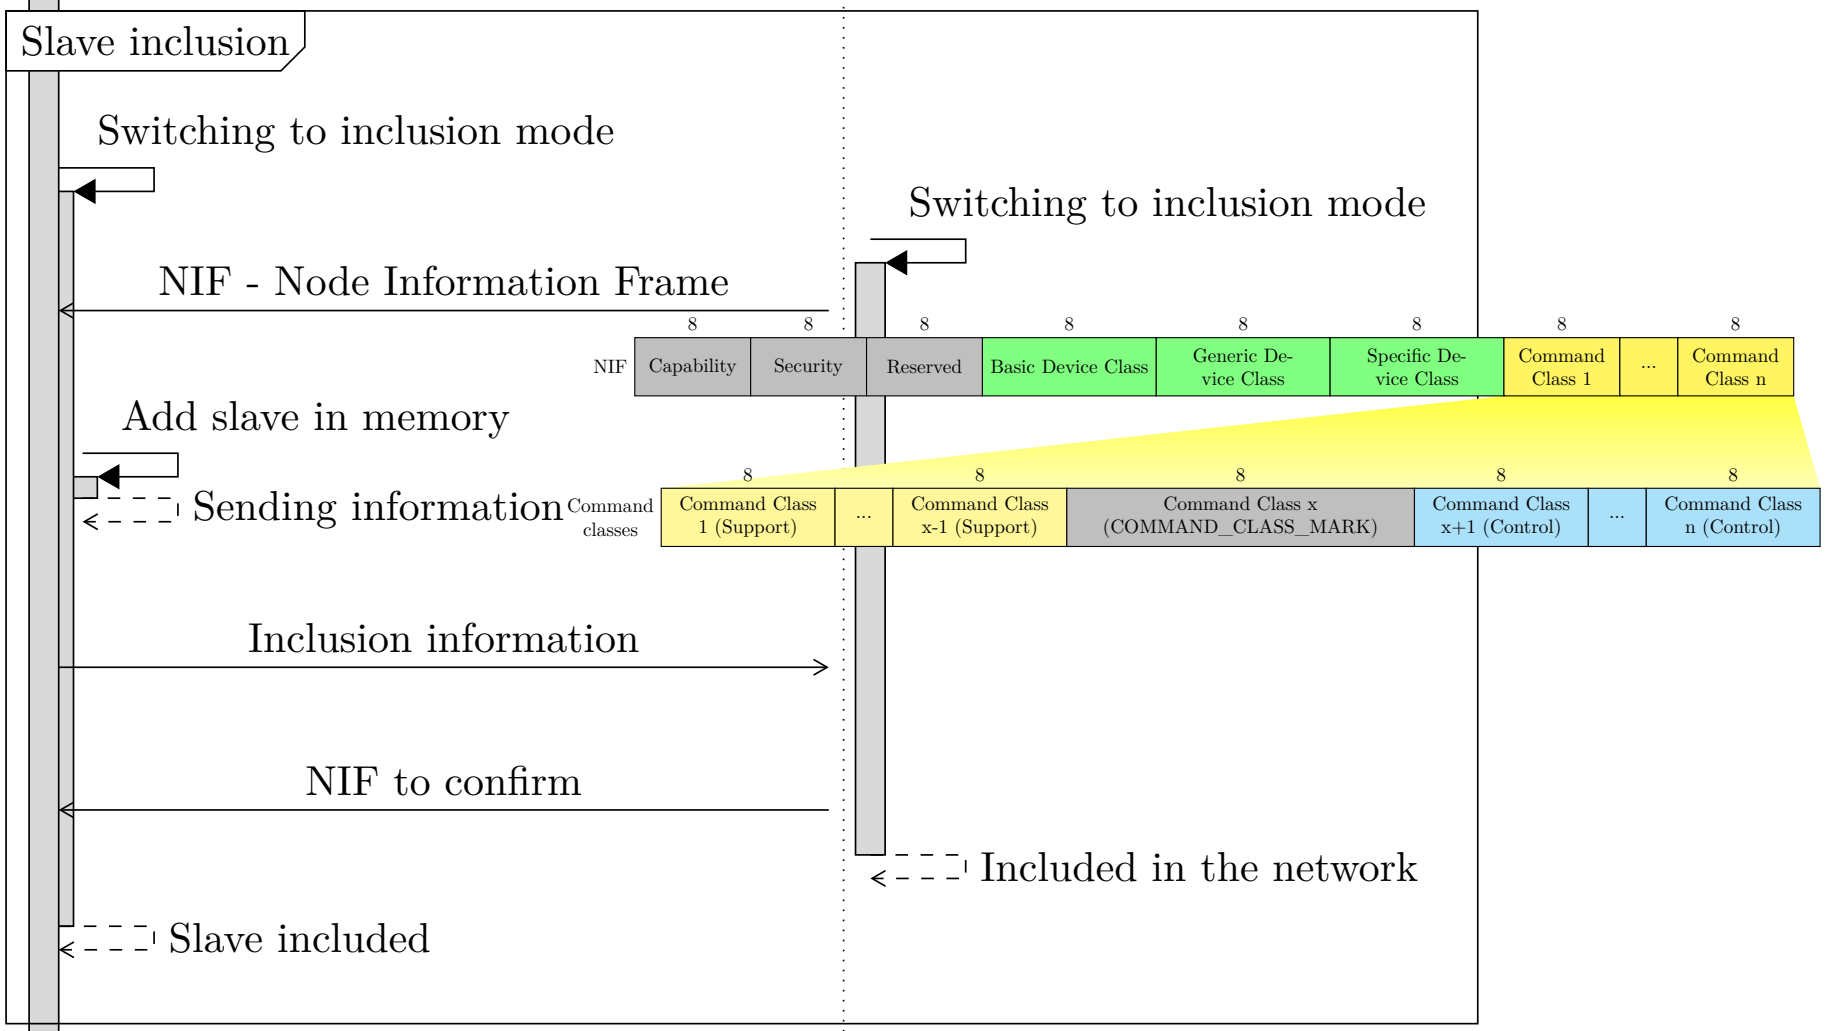 Slave inclusion
Switching to inclusion mode
Switching to inclusion mode
NIF - Node Information Frame
8 8 8 8 8 8 8 8
NIF Capability Security Reserved Basic Device Class Generic De- Specific De- Command ... Command
vice Class vice Class Class 1 Class n
Add slave in memory
8 8 8 8 8
Sending information
Command Command Class ... Command Class Command Class x Command Class ... Command Class
classes 1 (Support) x-1 (Support) (COMMAND_CLASS_MARK) x+1 (Control) n (Control)
Inclusion information
NIF to confirm
Included in the network
Slave included